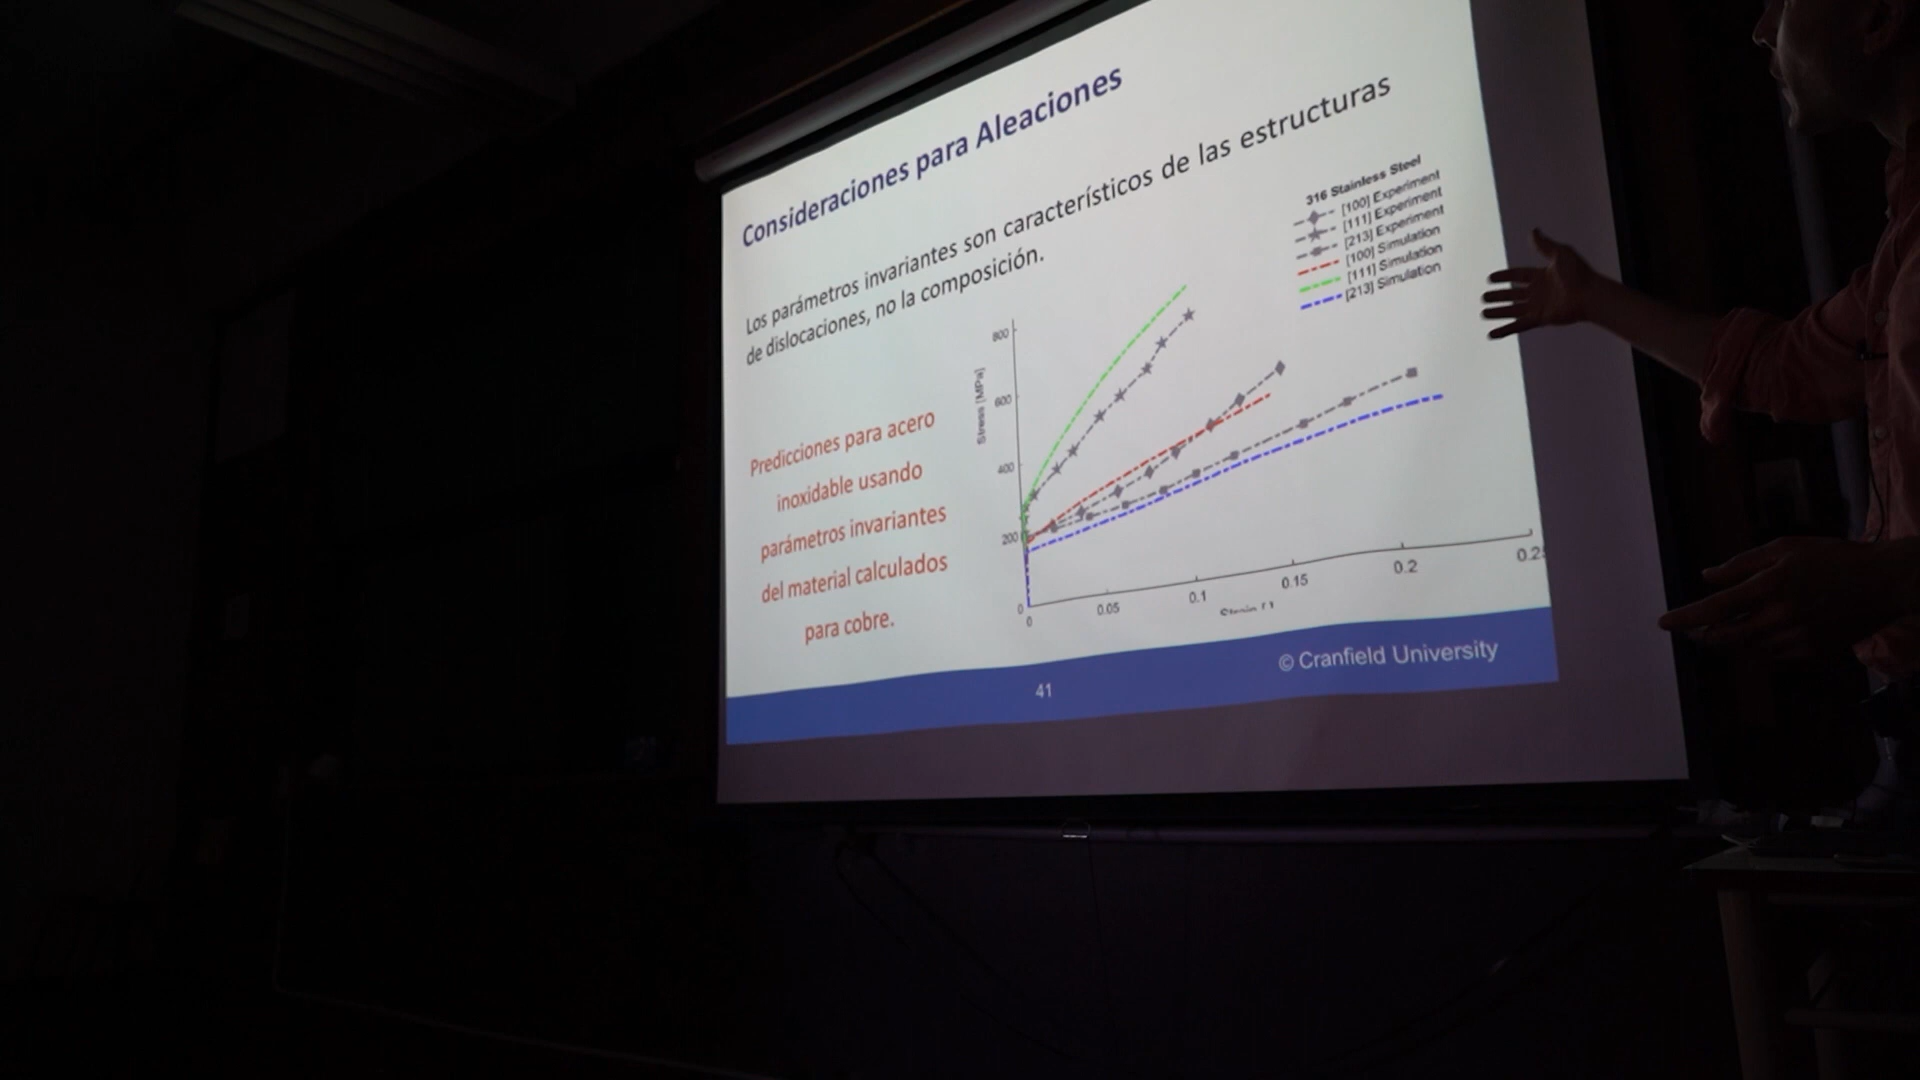 Consideraciones para Aleaciones
Los parámetros invariantes son característicos de las estructuras
de dislocaciones, no la composición.
Predicciones para acero
inoxidable usando
parámetros invariantes
del material calculados
para cobre.
316 Stainless Steel
[100] Experiment
[111] Experiment
[213] Experiment
[100] Simulation
[111] Simulation
[213] Simulation
Stress [MPa]
800
600
400
200
0
0
0.05
0.1
0.15
0.2
41
© Cranfield University